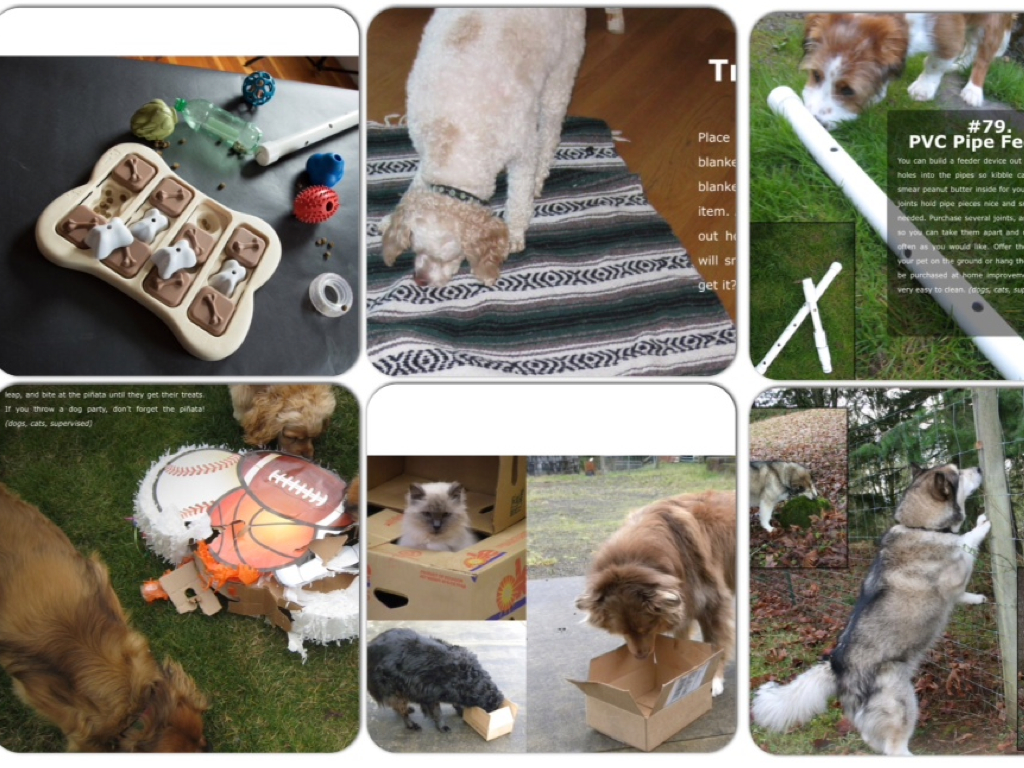 Tr
Place
blanke
blanke
item.
out h
will s
get it?
#79.
PVC Pipe Fe
You can build a feeder device out
holes into the pipes so kibble ca
smear peanut butter inside for you
joints hold pipe pieces nice and se
needed. Purchase several joints, a
so you can take them apart and
often as you would like. Offer th
your pet on the ground or hang th
be purchased at home improveme
very easy to clean. (dogs, cats, sup
leap, and bite at the piñata until they get their treats.
If you throw a dog party, don't forget the piñata!
(dogs, cats, supervised)